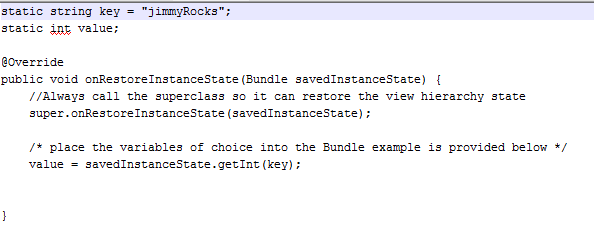 static string key = "jimmyRocks";
static int value;
@Override
public void onRestoreInstanceState(Bundle savedInstanceState) {
//Always call the superclass so it can restore the view hierarchy state
super.onRestoreInstanceState(savedInstanceState);
/* place the variables of choice into the Bundle example is provided below */
value = savedInstanceState.getInt(key);
}